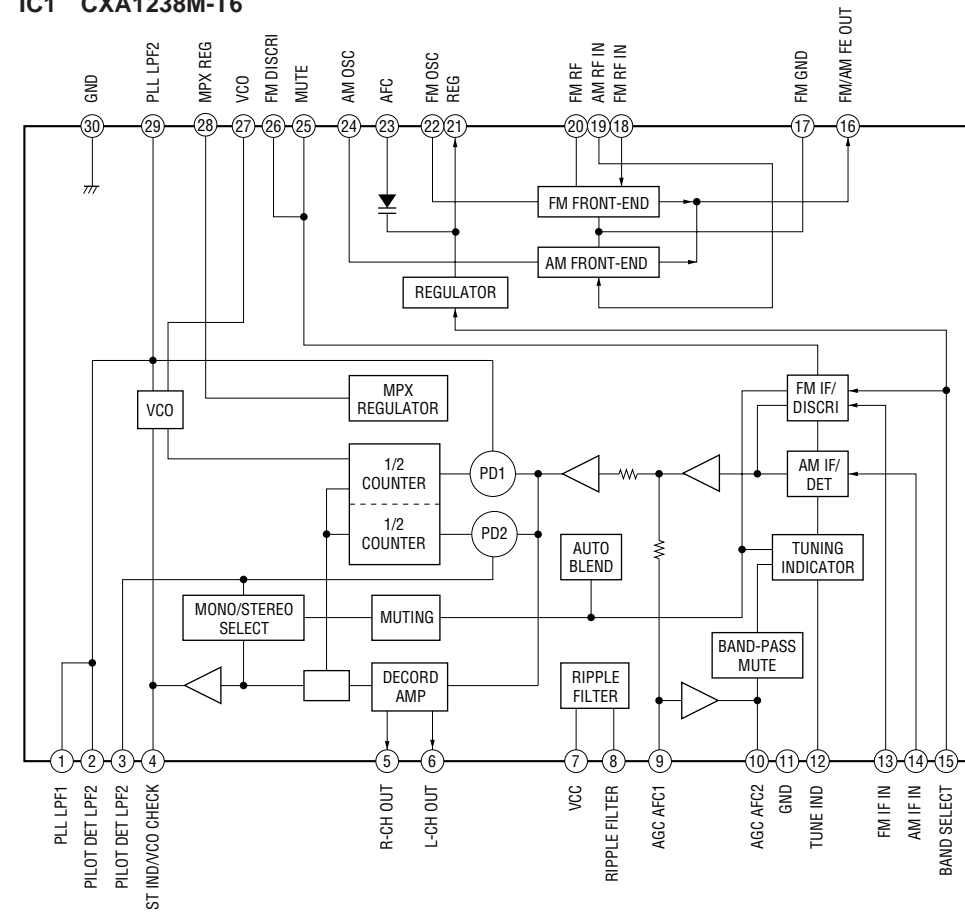 IC1 CXA1238M-T6
GND
PLL LPF2
MPX REG
VCO
FM DISCRI
MUTE
AM OSC
AFC
FM OSC
REG
FM RF
AM RF IN
FM RF IN
FM GND
FM/AM FE OUT
30
29
28
27
26
25
24
23
22
21
20
19
18
17
16
FM FRONT-END
AM FRONT-END
REGULATOR
VCO
MPX
REGULATOR
FM IF/
DISCRI
1/2
COUNTER
PD1
AM IF/
DET
1/2
COUNTER
PD2
AUTO
BLEND
TUNING
INDICATOR
MONO/STEREO
SELECT
MUTING
BAND-PASS
MUTE
DECORD
AMP
RIPPLE
FILTER
1
2
3
4
5
6
7
8
9
10
11
12
13
14
15
PLL LPF1
PILOT DET LPF2
PILOT DET LPF2
ST IND/VCO CHECK
R-CH OUT
L-CH OUT
VCC
RIPPLE FILTER
AGC AFC1
AGC AFC2
GND
TUNE IND
FM IF IN
AM IF IN
BAND SELECT